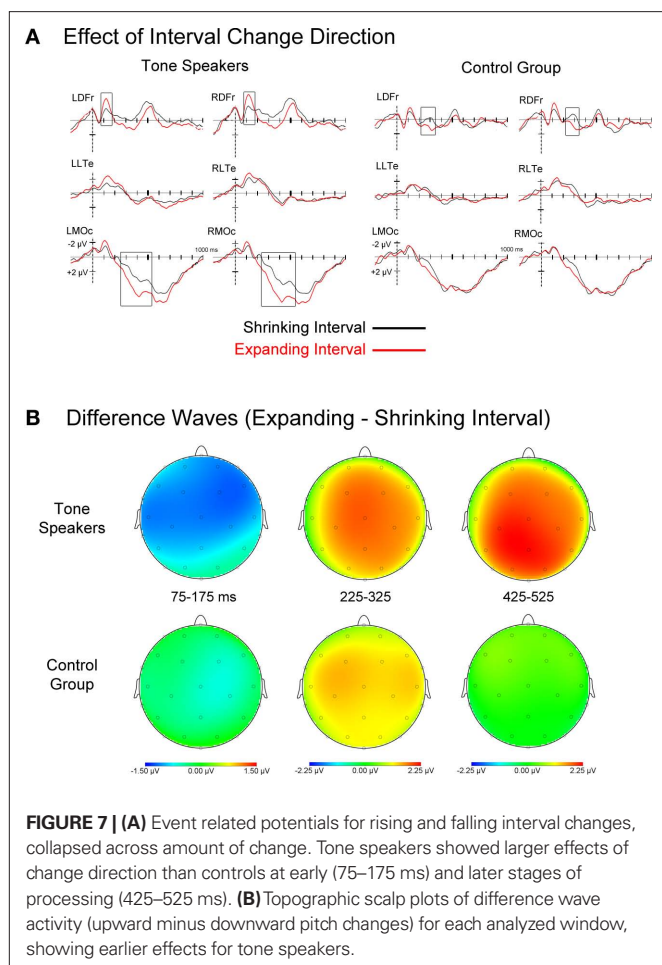 A Effect of Interval Change Direction
Tone Speakers
Control Group
LDFr
RDFr
LDFr
RDFr
LLTe
RLTe
LLTe
RLTe
LMOc
RMOc
LMOc
RMOc
-2 µV
+2 µV
1000 ms
-2 µV
+2 µV
1000 ms
Shrinking Interval
Expanding Interval
B Difference Waves (Expanding - Shrinking Interval)
Tone
Speakers
75-175 ms
225-325
425-525
Control
Group
-1.50 µV 0.00 µV 1.50 µV
-2.25 µV 0.00 µV 2.25 µV
-2.25 µV 0.00 µV 2.25 µV
FIGURE 7 | (A) Event related potentials for rising and falling interval changes,
collapsed across amount of change. Tone speakers showed larger effects of
change direction than controls at early (75–175 ms) and later stages of
processing (425–525 ms). (B) Topographic scalp plots of difference wave
activity (upward minus downward pitch changes) for each analyzed window,
showing earlier effects for tone speakers.